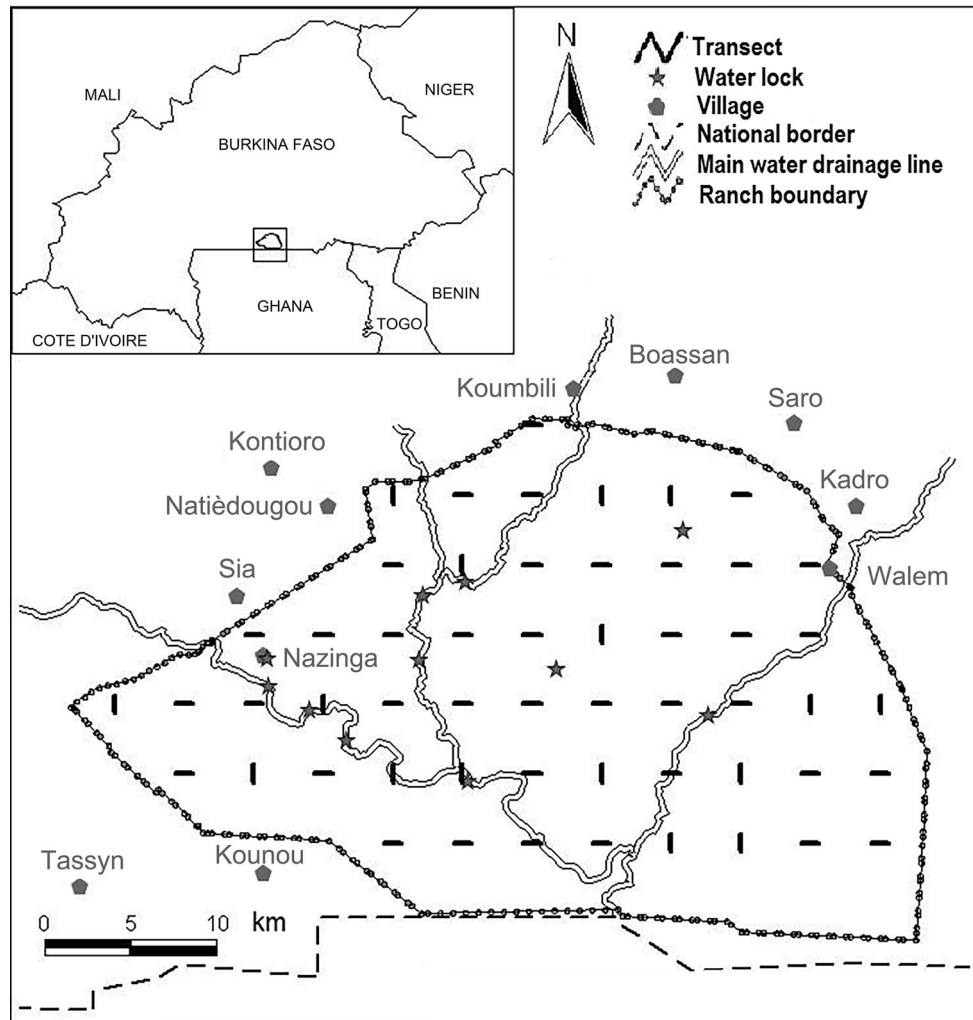 MALI
NIGER
BURKINA FASO
GHANA
BENIN
TOGO
COTE D'IVOIRE
N
Transect
Water lock
Village
National border
Main water drainage line
Ranch boundary
Boassan
Koumbili
Saro
Kontioro
Kadro
Natièdougou
Sia
Walem
Nazinga
Tassyn
Kounou
0 5 10 km